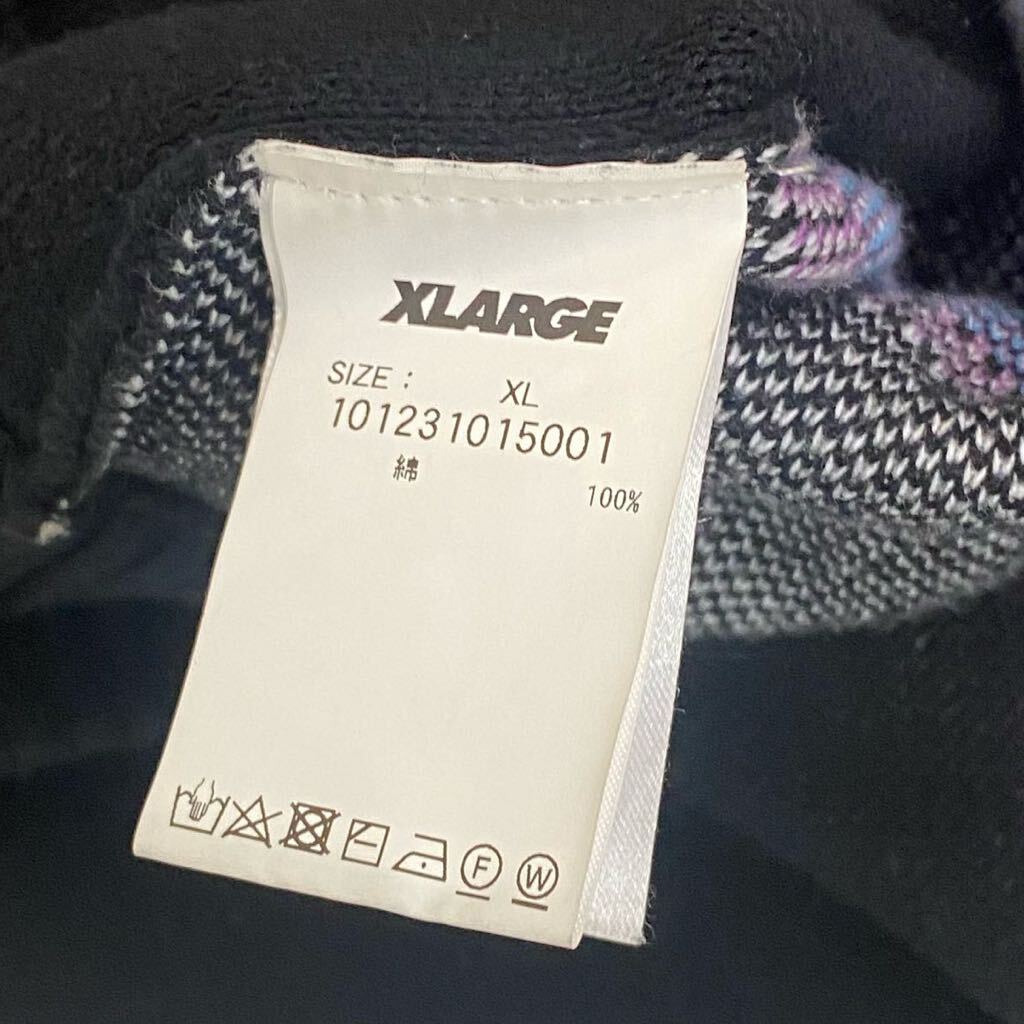 XLARGE
SIZE : XL
101231015001
綿 100%
F W